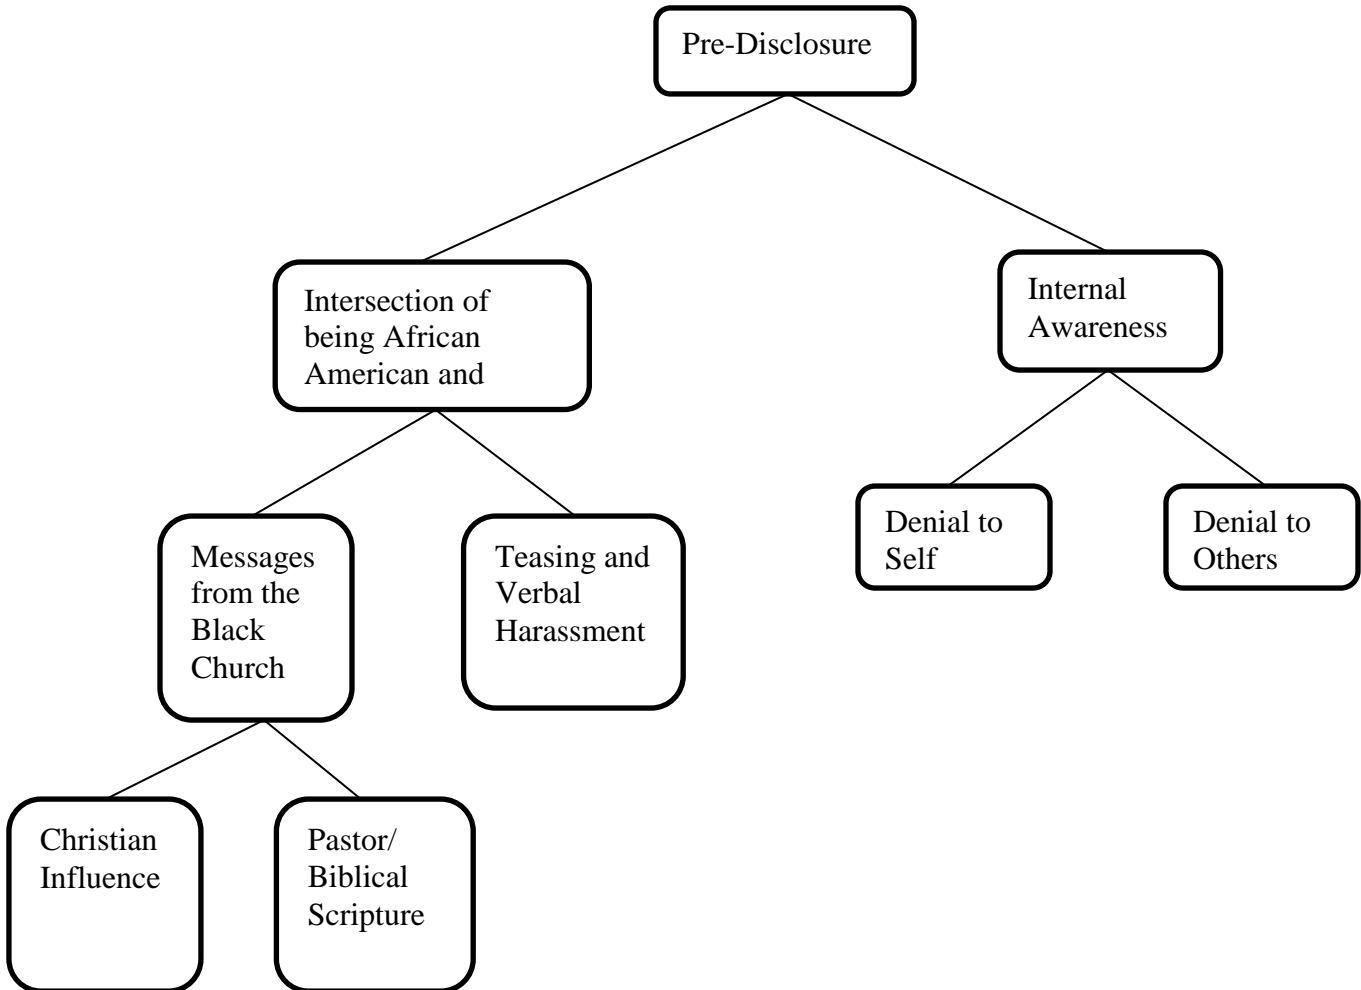 Pre-Disclosure
Intersection of
being African
American and
Internal
Awareness
Messages
from the
Black
Church
Teasing and
Verbal
Harassment
Denial to
Self
Denial to
Others
Christian
Influence
Pastor/
Biblical
Scripture